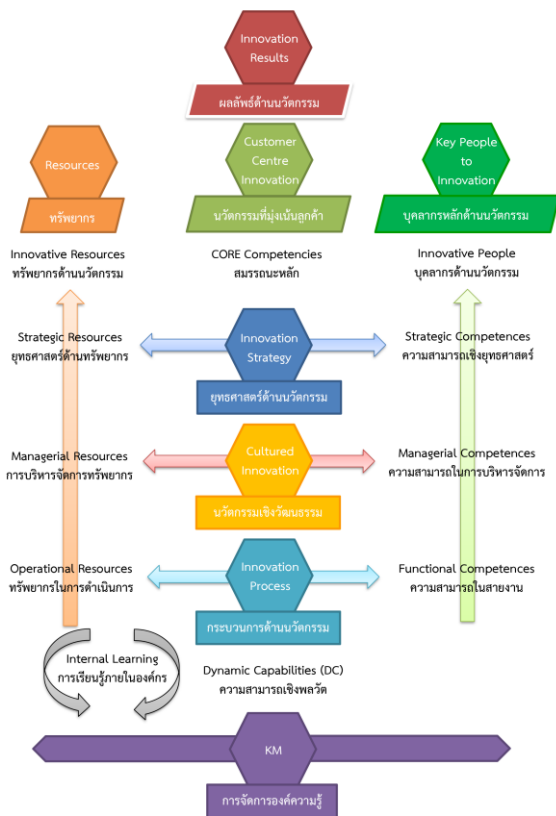 Innovation
Results
ผลลัพธ์ด้านนวัตกรรม
Resources
ทรัพยากร
Customer
Centre
Innovation
นวัตกรรมที่มุ่งเน้นลูกค้า
Key People
to
Innovation
บุคลากรหลักด้านนวัตกรรม
Innovative Resources
ทรัพยากรด้านนวัตกรรม
CORE Competencies
สมรรถนะหลัก
Innovative People
บุคลากรด้านนวัตกรรม
Strategic Resources
ยุทธศาสตร์ด้านทรัพยากร
Innovation
Strategy
ยุทธศาสตร์ด้านนวัตกรรม
Strategic Competences
ความสามารถเชิงยุทธศาสตร์
Managerial Resources
การบริหารจัดการทรัพยากร
Cultured
Innovation
นวัตกรรมเชิงวัฒนธรรม
Managerial Competences
ความสามารถในการบริหารจัดการ
Operational Resources
ทรัพยากรในการดำเนินการ
Innovation
Process
กระบวนการด้านนวัตกรรม
Functional Competences
ความสามารถในสายงาน
Internal Learning
การเรียนรู้ภายในองค์กร
Dynamic Capabilities (DC)
ความสามารถเชิงพลวัต
KM
การจัดการองค์ความรู้